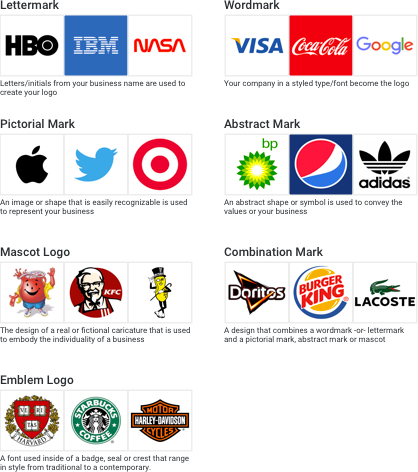 Lettermark
HBO
IBM
NASA
Letters/initials from your business name are used to
create your logo
Wordmark
VISA
Coca-Cola
Google
Your company in a styled type/font become the logo
Pictorial Mark
An image or shape that is easily recognizable is used
to represent your business
Abstract Mark
bp
adidas
An abstract shape or symbol is used to convey the
values or your business
Mascot Logo
KFC
The design of a real or fictional caricature that is used
to embody the individuality of a business
Combination Mark
Doritos
BURGER
KING
LACOSTE
A design that combines a wordmark -or- lettermark
and a pictorial mark, abstract mark or mascot
Emblem Logo
VE RI
TAS
HARVARD
STARBUCKS
COFFEE
MOTOR
HARLEY-DAVIDSON
CYCLES
A font used inside of a badge, seal or crest that range
in style from traditional to a contemporary.